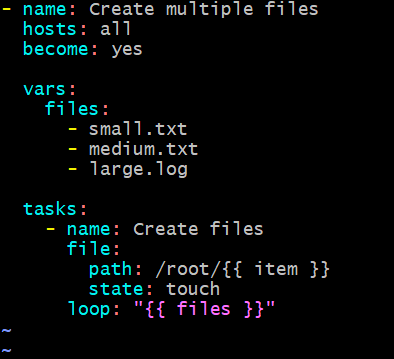 - name: Create multiple files
  hosts: all
  become: yes

  vars:
    files:
      - small.txt
      - medium.txt
      - large.log

  tasks:
    - name: Create files
      file:
        path: /root/{{ item }}
        state: touch
      loop: "{{ files }}"
~
~